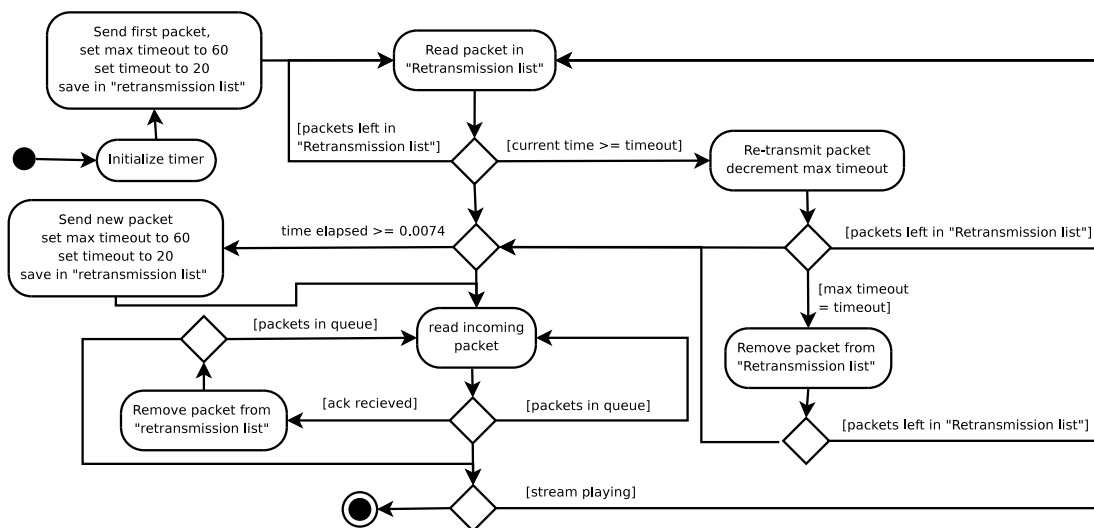 Send first packet,
set max timeout to 60
set timeout to 20
save in "retransmission list"
Read packet in
"Retransmission list"
Initialize timer
[packets left in
"Retransmission list"]
[current time >= timeout]
Re-transmit packet
decrement max timeout
Send new packet
set max timeout to 60
set timeout to 20
save in "retransmission list"
time elapsed >= 0.0074
[packets left in "Retransmission list"]
[max timeout
= timeout]
[packets in queue]
read incoming
packet
Remove packet from
"Retransmission list"
Remove packet from
"retransmission list"
[ack recieved]
[packets in queue]
[packets left in "Retransmission list"]
[stream playing]